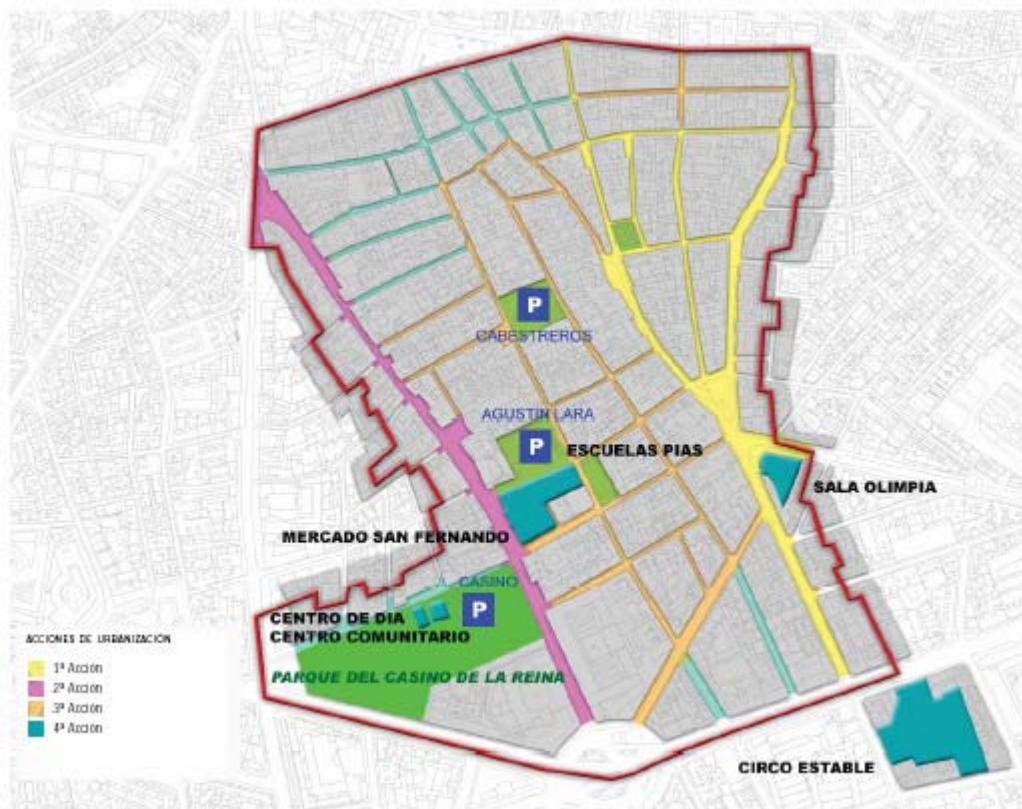 P
CABESTREROS
AGUSTIN LARA
P
ESCUELAS PIAS
SALA OLIMPIA
MERCADO SAN FERNANDO
A. CASINO
P
CENTRO DE DIA
CENTRO COMUNITARIO
PARQUE DEL CASINO DE LA REINA
ACCIONES DE URBANIZACIÓN
1ª Acción
2ª Acción
3ª Acción
4ª Acción
CIRCO ESTABLE